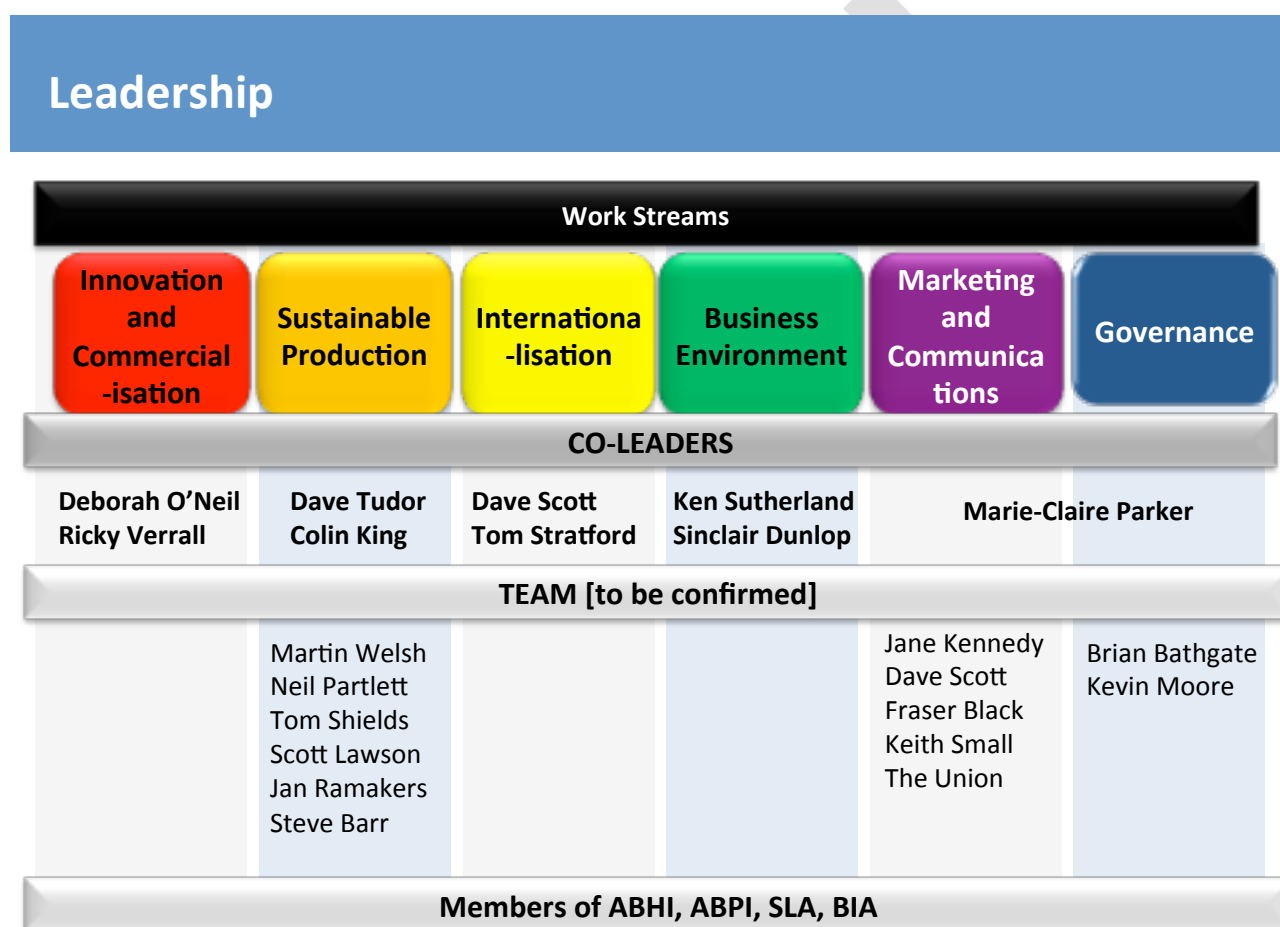 Leadership
Work Streams
Innovation
and
Commercial
-isation
Sustainable
Production
Internationa
-lisation
Business
Environment
Marketing
and
Communica
tions
Governance
CO-LEADERS
Deborah O'Neil
Ricky Verrall
Dave Tudor
Colin King
Dave Scott
Tom Stratford
Ken Sutherland
Sinclair Dunlop
Marie-Claire Parker
TEAM [to be confirmed]
Martin Welsh
Neil Partlett
Tom Shields
Scott Lawson
Jan Ramakers
Steve Barr
Jane Kennedy
Dave Scott
Fraser Black
Keith Small
The Union
Brian Bathgate
Kevin Moore
Members of ABHI, ABPI, SLA, BIA